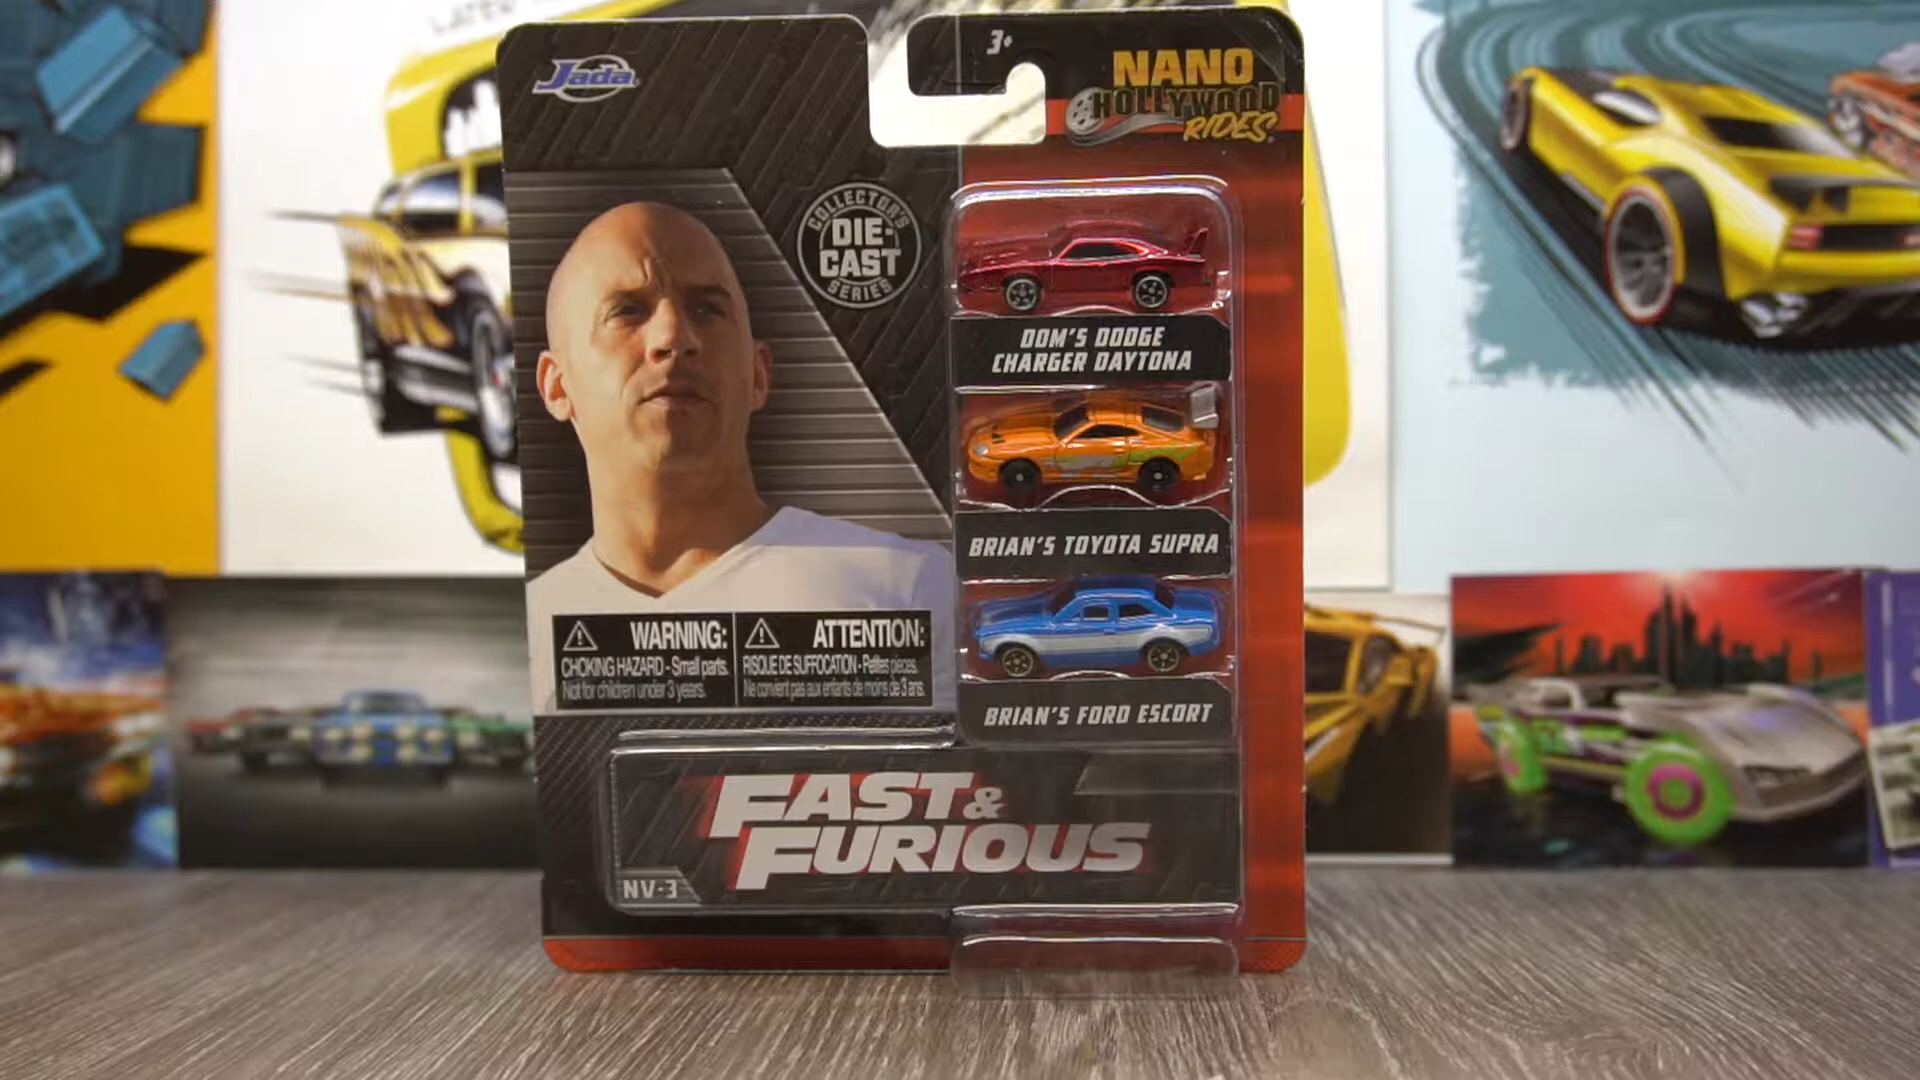 LATER
Jada
3+
NANO
HOLLYWOOD
RIDES
COLLECTOR'S
DIE-
CAST
SERIES
DOM'S DODGE
CHARGER DAYTONA
BRIAN'S TOYOTA SUPRA
WARNING:
CHOKING HAZARD - Small parts.
Not for children under 3 years.
ATTENTION:
RISQUE DE SUFFOCATION - Petites pièces.
Ne convient pas aux enfants de moins de 3 ans.
BRIAN'S FORD ESCORT
FAST &
FURIOUS
NV-3